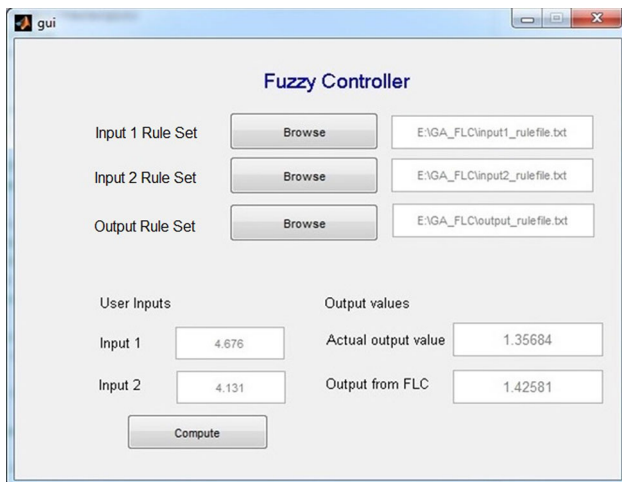 gui
Fuzzy Controller
Input 1 Rule Set Browse E:\GA_FLC\input1_rulefile.txt
Input 2 Rule Set Browse E:\GA_FLC\input2_rulefile.txt
Output Rule Set Browse E:\GA_FLC\output_rulefile.txt
User Inputs Output values
Input 1 4.676 Actual output value 1.35684
Input 2 4.131 Output from FLC 1.42581
Compute